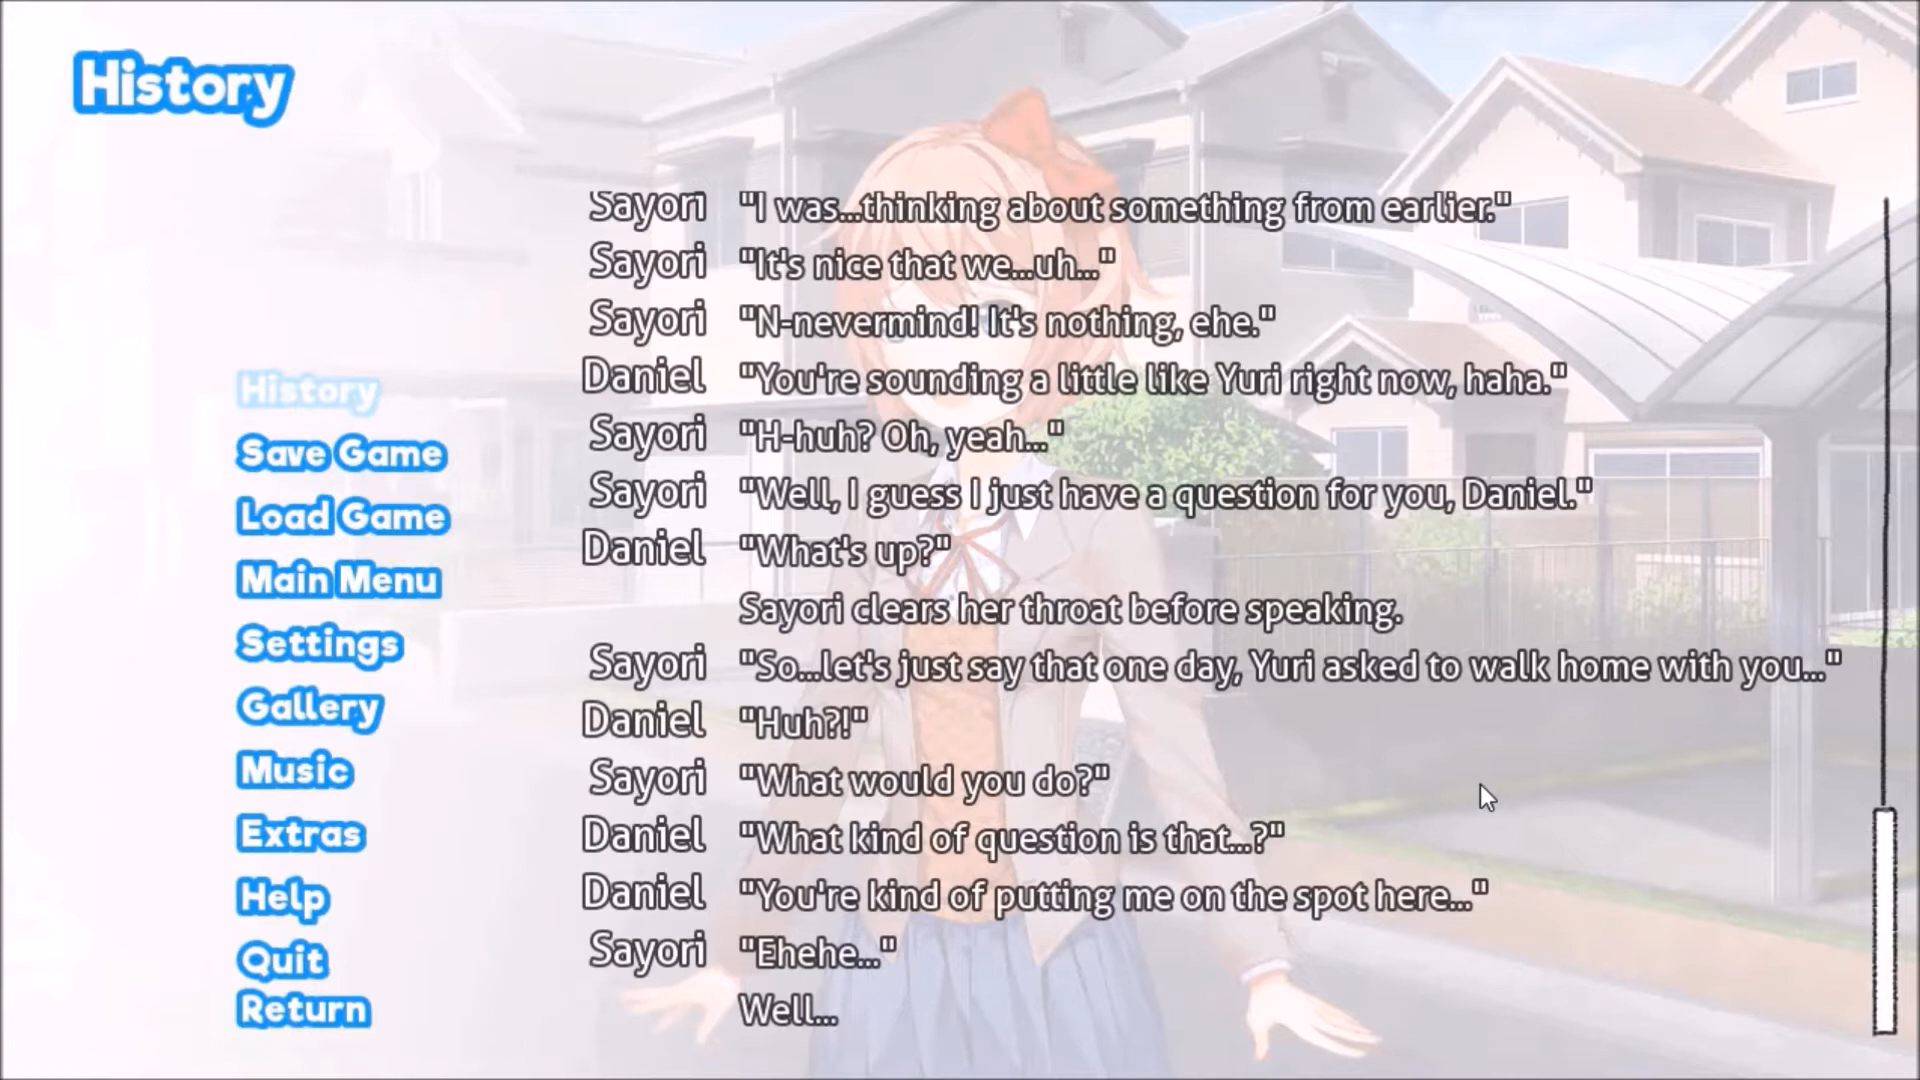 History
Sayori "I was...thinking about something from earlier."
Sayori "It's nice that we...uh..."
Sayori "N-nevermind! It's nothing, ehe."
Daniel "You're sounding a little like Yuri right now, haha."
Sayori "H-huh? Oh, yeah..."
Sayori "Well, I guess I just have a question for you, Daniel."
Daniel "What's up?"
Sayori clears her throat before speaking.
Sayori "So...let's just say that one day, Yuri asked to walk home with you..."
Daniel "Huh?!"
Sayori "What would you do?"
Daniel "What kind of question is that...?"
Daniel "You're kind of putting me on the spot here..."
Sayori "Ehehe..."
Well...
History
Save Game
Load Game
Main Menu
Settings
Gallery
Music
Extras
Help
Quit
Return